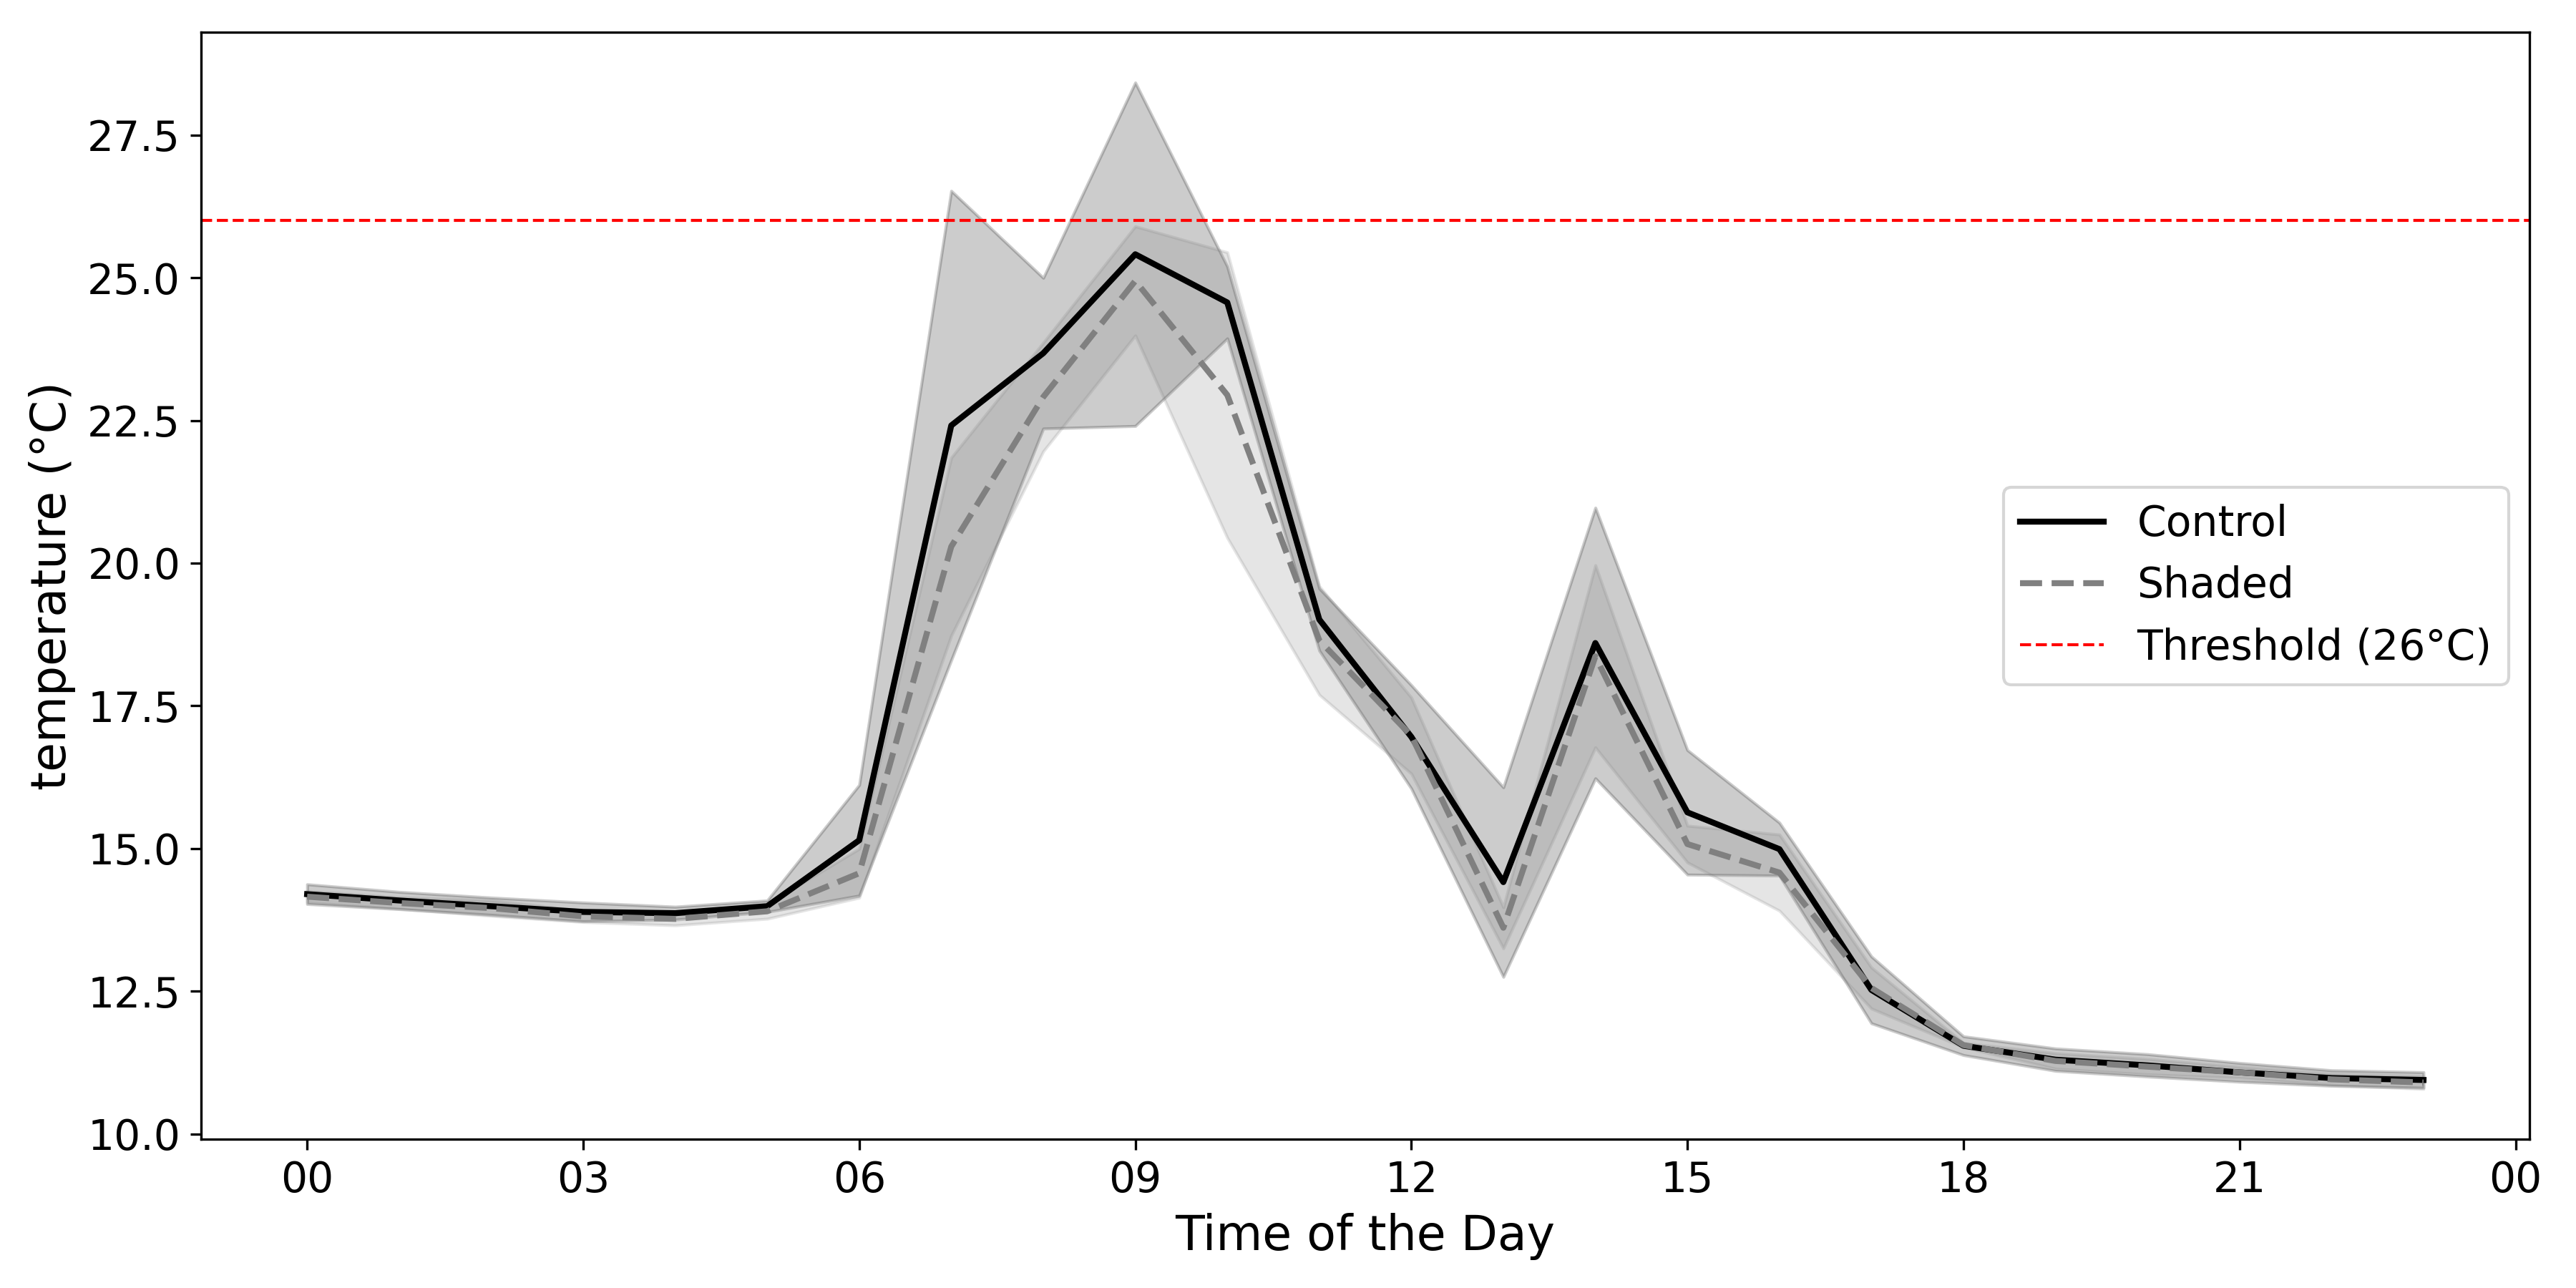 27.5
25.0
22.5
20.0
17.5
15.0
12.5
10.0
temperature (°C)
Control
Shaded
Threshold (26°C)
00 03 06 09 12 15 18 21 00
Time of the Day